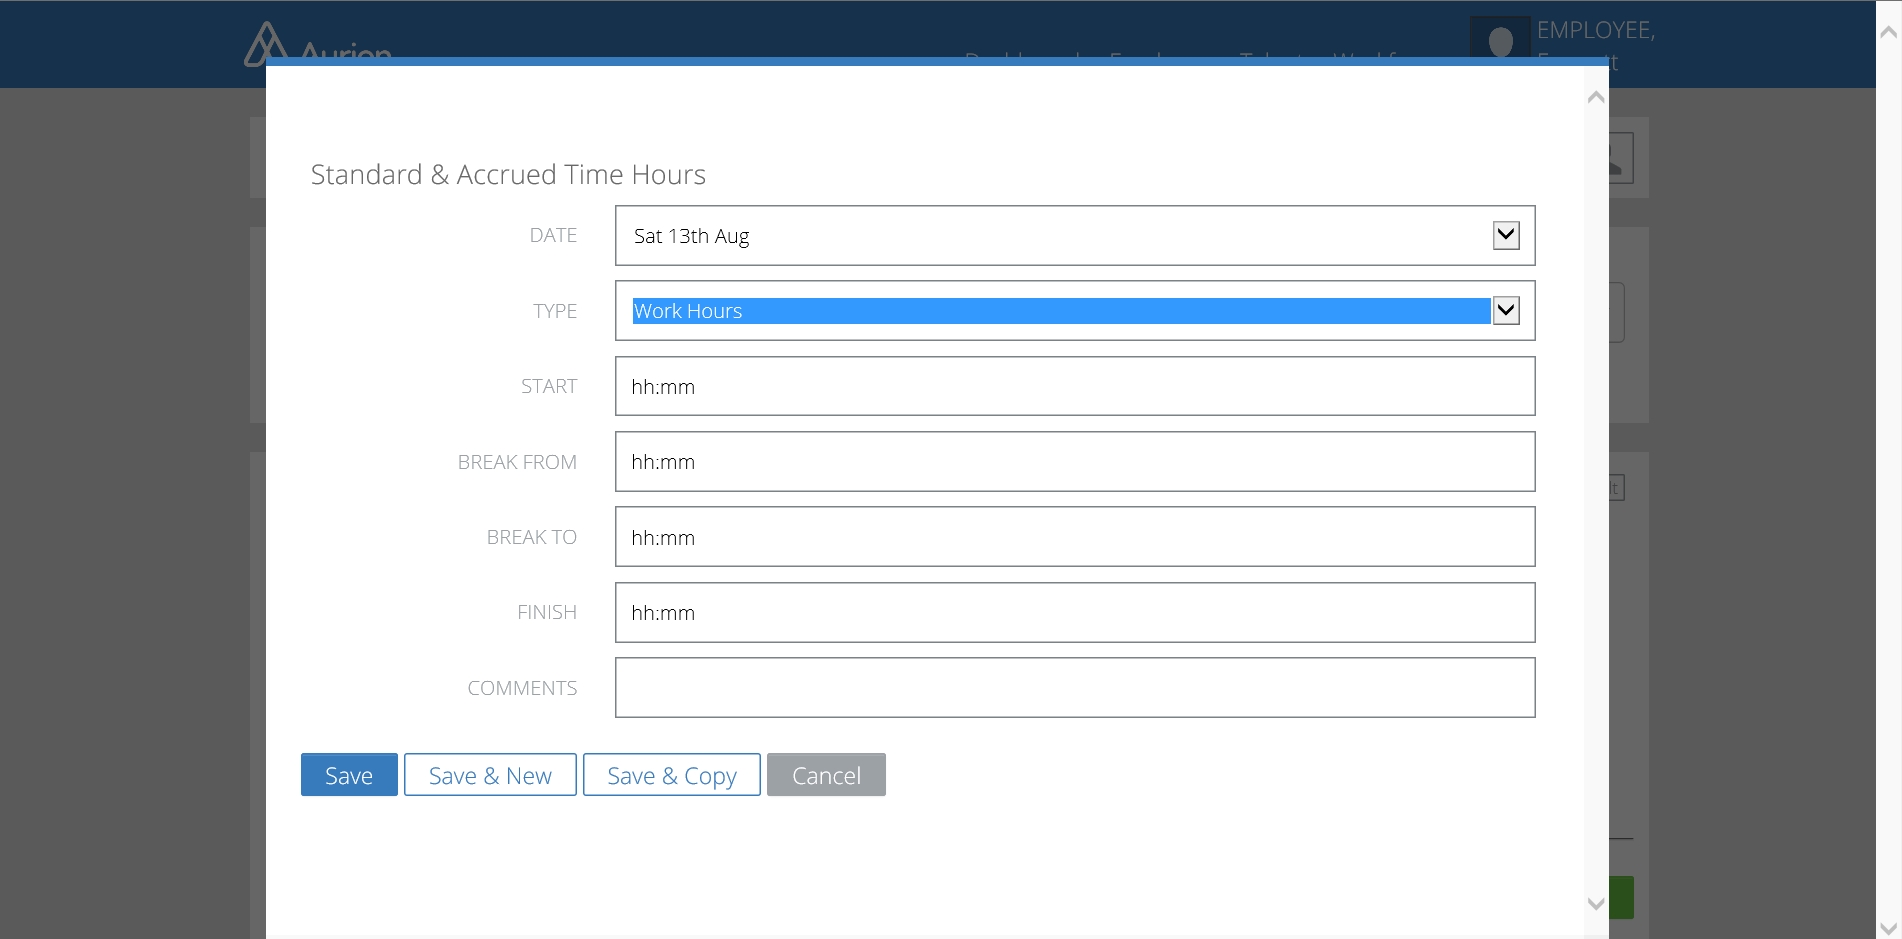 EMPLOYEE,
Standard & Accrued Time Hours
DATE
Sat 13th Aug
TYPE
Work Hours
START
hh:mm
BREAK FROM
hh:mm
BREAK TO
hh:mm
FINISH
hh:mm
COMMENTS
Save
Save & New
Save & Copy
Cancel